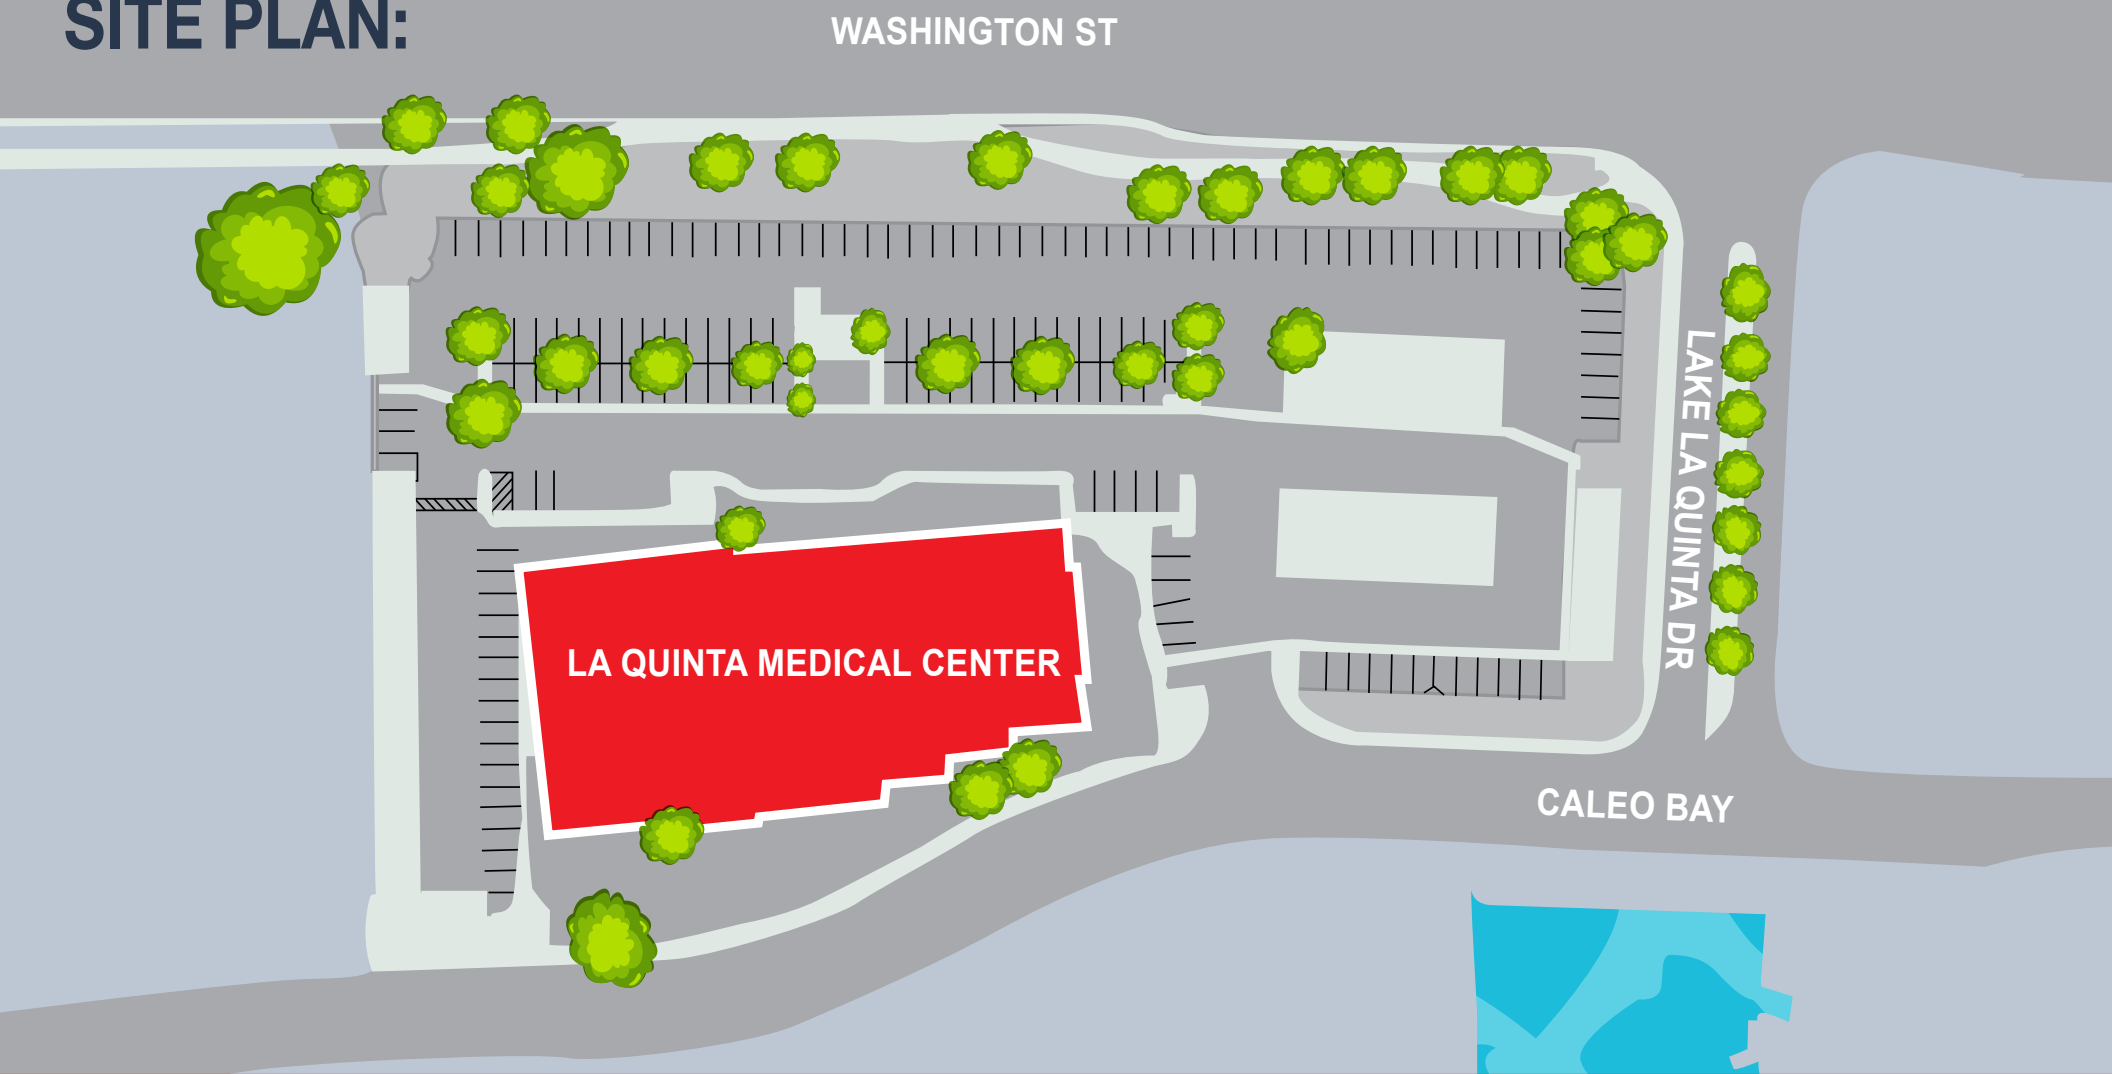 SITE PLAN:
WASHINGTON ST
LAKE LA QUINTA DR
LA QUINTA MEDICAL CENTER
CALEO BAY